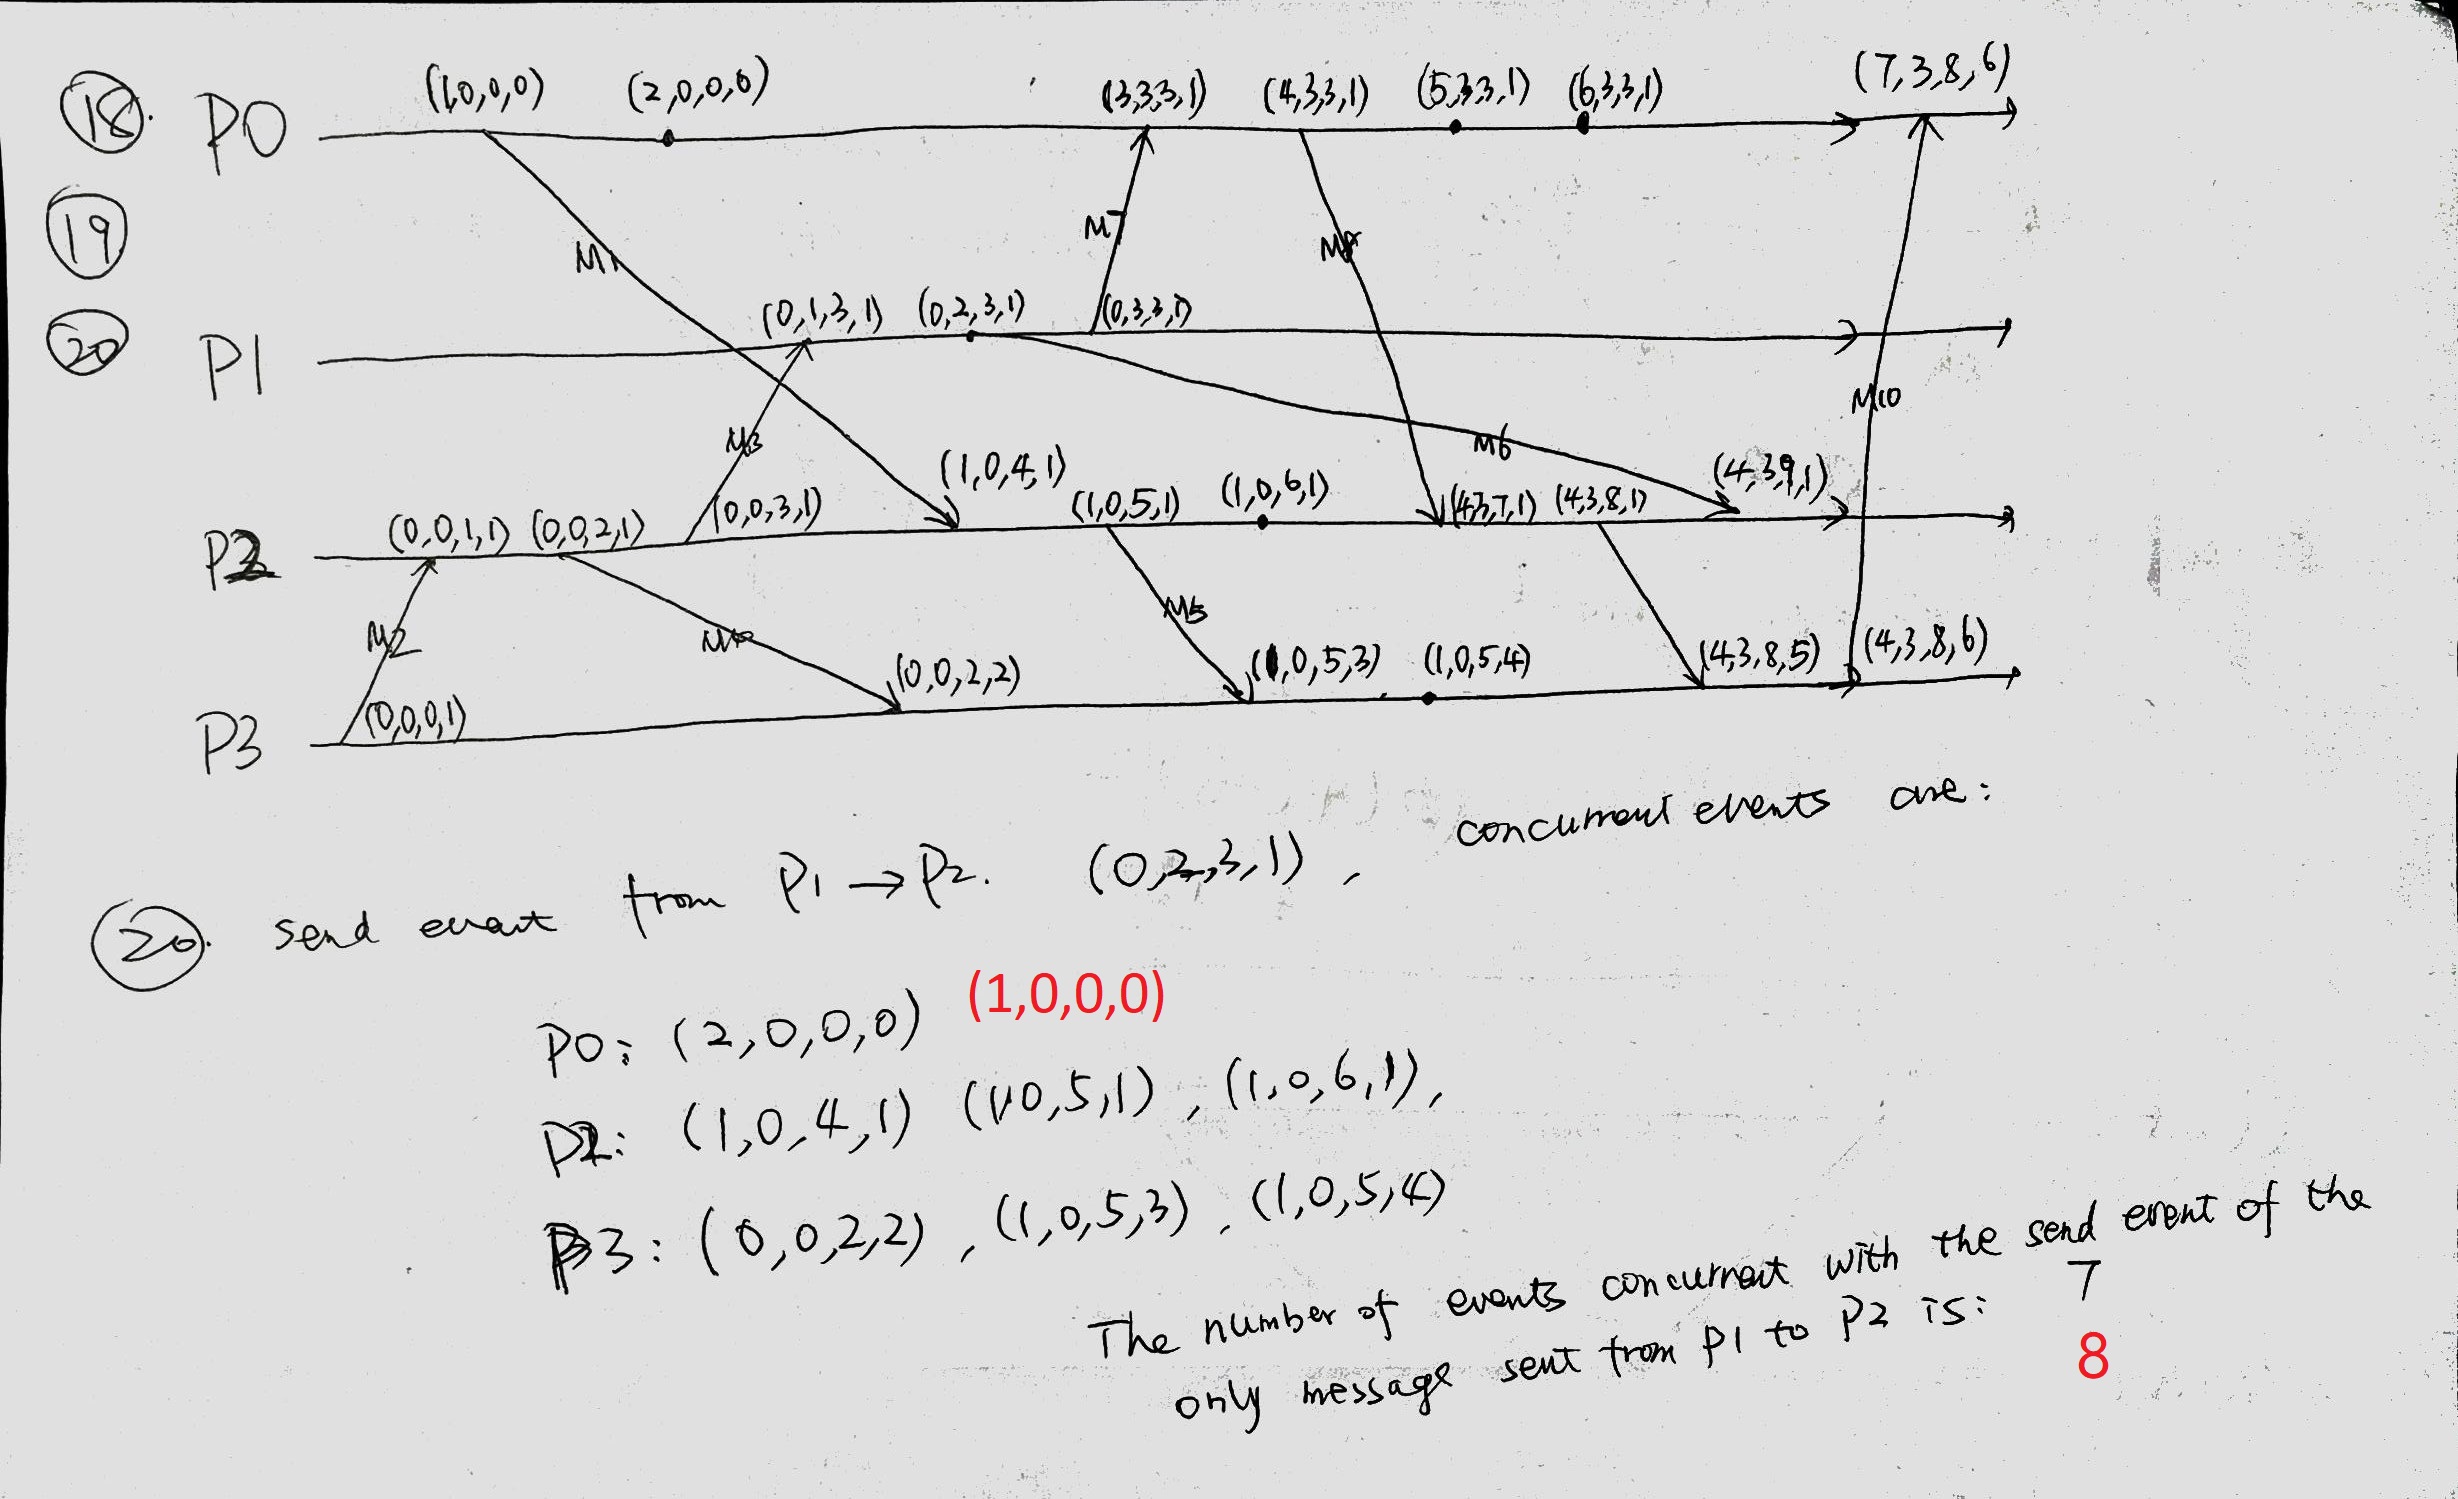 18. P0 (1,0,0,0) (2,0,0,0) (3,3,3,1) (4,3,3,1) (5,3,3,1) (6,3,3,1) (7,3,8,6)
19
M1 M7 M8
20 P1 (0,1,3,1) (0,2,3,1) (0,3,3,1)
M3 M6 M10
P2 (0,0,1,1) (0,0,2,1) (0,0,3,1) (1,0,4,1) (1,0,5,1) (1,0,6,1) (4,3,7,1) (4,3,8,1) (4,3,9,1)
M2 M4 M5
P3 (0,0,0,1) (0,0,2,2) (1,0,5,3) (1,0,5,4) (4,3,8,5) (4,3,8,6)
20. send event from P1 → P2. (0,2,3,1), concurrent events are:
P0: (2,0,0,0) (1,0,0,0)
P2: (1,0,4,1) (1,0,5,1), (1,0,6,1),
P3: (0,0,2,2), (1,0,5,3), (1,0,5,4)
The number of events concurrent with the send event of the
only message sent from P1 to P2 is: 7
8